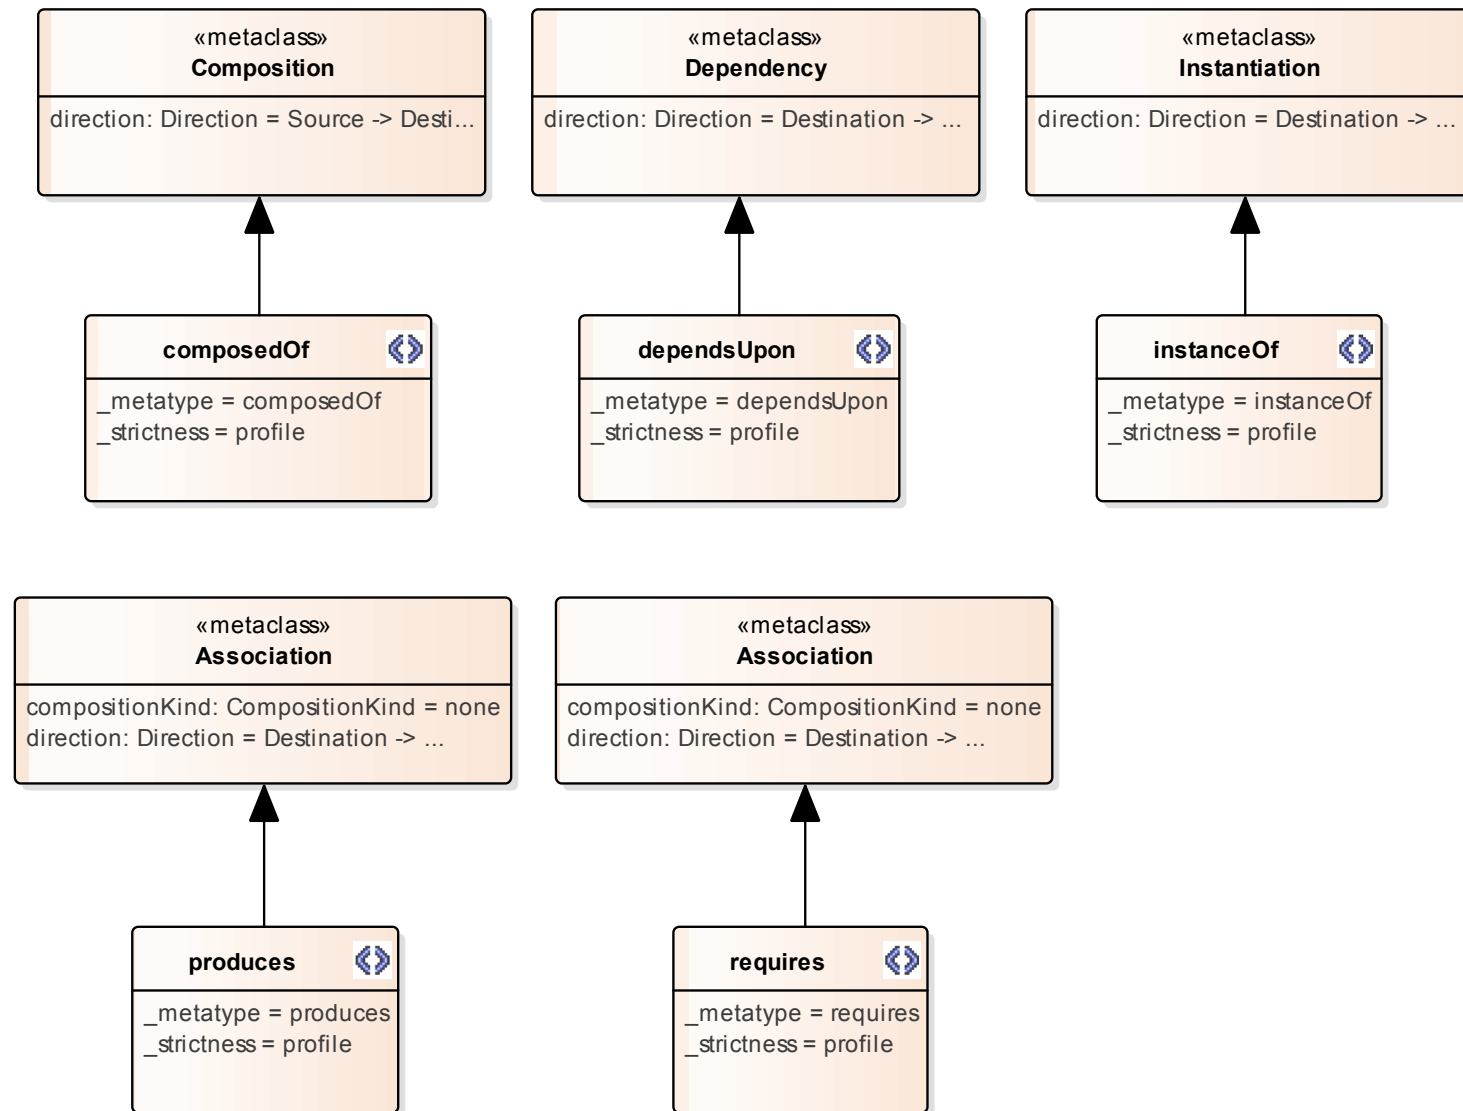 «metaclass»
Composition
direction: Direction = Source -> Desti...
«metaclass»
Dependency
direction: Direction = Destination -> ...
«metaclass»
Instantiation
direction: Direction = Destination -> ...
composedOf
_metatype = composedOf
_strictness = profile
dependsUpon
_metatype = dependsUpon
_strictness = profile
instanceOf
_metatype = instanceOf
_strictness = profile
«metaclass»
Association
compositionKind: CompositionKind = none
direction: Direction = Destination -> ...
«metaclass»
Association
compositionKind: CompositionKind = none
direction: Direction = Destination -> ...
produces
_metatype = produces
_strictness = profile
requires
_metatype = requires
_strictness = profile